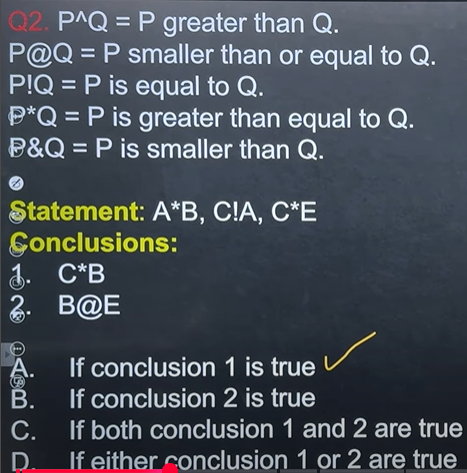 Q2. P^Q = P greater than Q.
P@Q = P smaller than or equal to Q.
P!Q = P is equal to Q.
P*Q = P is greater than equal to Q.
P&Q = P is smaller than Q.
Statement: A*B, C!A, C*E
Conclusions:
1. C*B
2. B@E
A. If conclusion 1 is true
B. If conclusion 2 is true
C. If both conclusion 1 and 2 are true
D. If either conclusion 1 or 2 are true